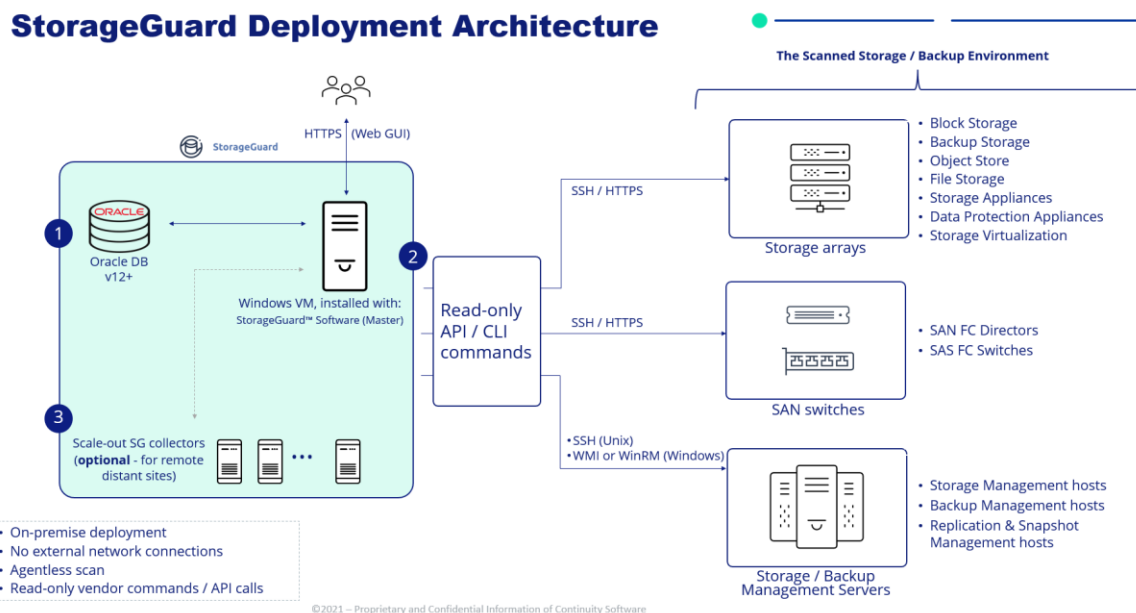 StorageGuard Deployment Architecture
The Scanned Storage / Backup Environment
HTTPS (Web GUI)
StorageGuard
1
ORACLE
Oracle DB
v12+
Windows VM, installed with:
StorageGuard™ Software (Master)
2
Read-only
API / CLI
commands
3
Scale-out SG collectors
(optional - for remote
distant sites)
•••
SSH / HTTPS
Storage arrays
• Block Storage
• Backup Storage
• Object Store
• File Storage
• Storage Appliances
• Data Protection Appliances
• Storage Virtualization
SSH / HTTPS
SAN switches
• SAN FC Directors
• SAS FC Switches
• SSH (Unix)
• WMI or WinRM (Windows)
Storage / Backup
Management Servers
• Storage Management hosts
• Backup Management hosts
• Replication & Snapshot
Management hosts
• On-premise deployment
• No external network connections
• Agentless scan
• Read-only vendor commands / API calls
©2021 – Proprietary and Confidential Information of Continuity Software